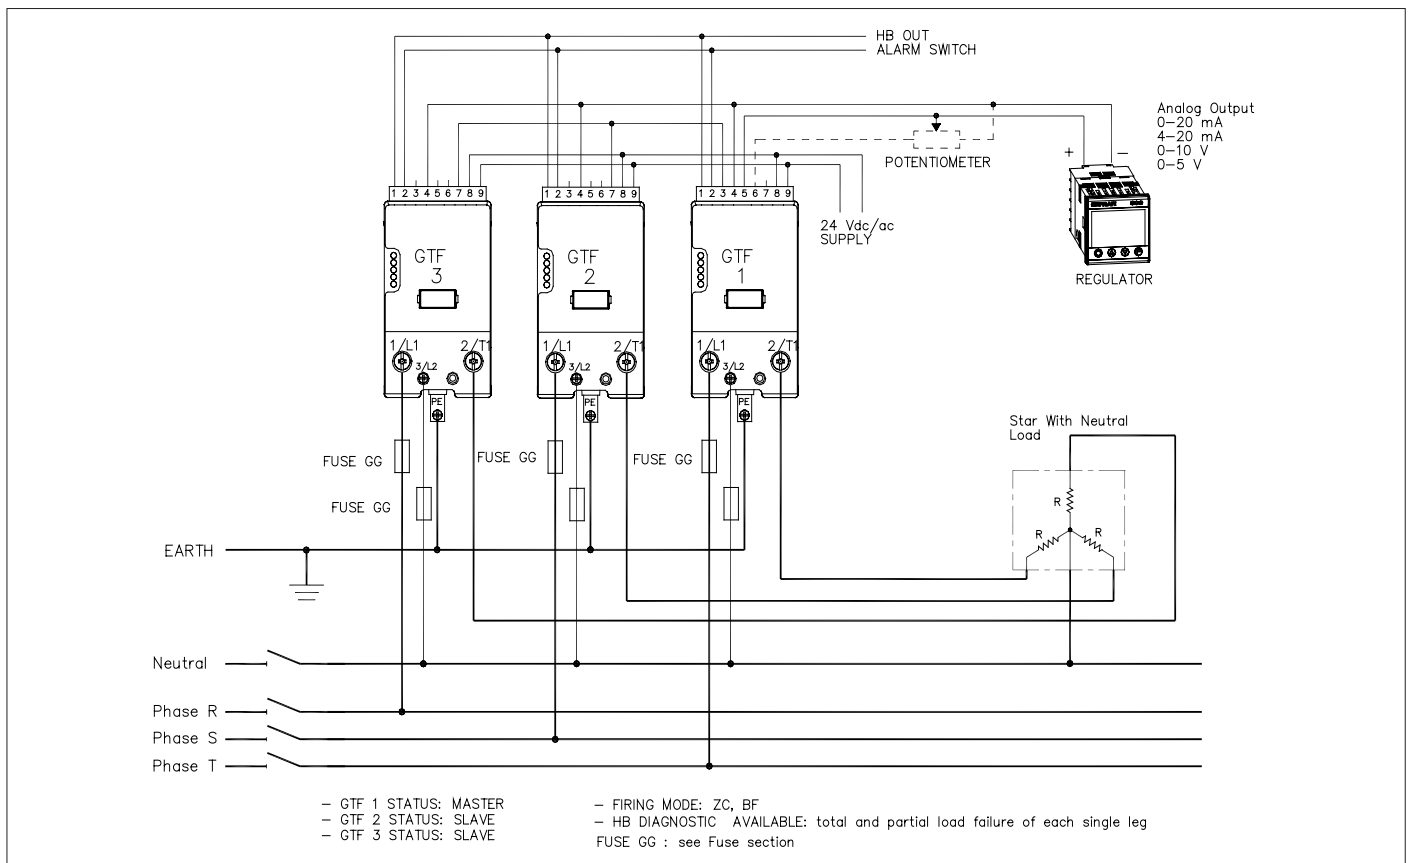 HB OUT
ALARM SWITCH
Analog Output
0-20 mA
4-20 mA
0-10 V
0-5 V
+ -
POTENTIOMETER
1 2 3 4 5 6 7 8 9
1 2 3 4 5 6 7 8 9
1 2 3 4 5 6 7 8 9
24 Vdc/ac
SUPPLY
REGULATOR
GTF
3
GTF
2
GTF
1
1/L1 2/T1
3/L2
PE
1/L1 2/T1
3/L2
PE
1/L1 2/T1
3/L2
PE
Star With Neutral
Load
R
R
R
FUSE GG
FUSE GG
FUSE GG
FUSE GG
EARTH
Neutral
Phase R
Phase S
Phase T
- GTF 1 STATUS: MASTER
- GTF 2 STATUS: SLAVE
- GTF 3 STATUS: SLAVE
- FIRING MODE: ZC, BF
- HB DIAGNOSTIC AVAILABLE: total and partial load failure of each single leg
FUSE GG : see Fuse section